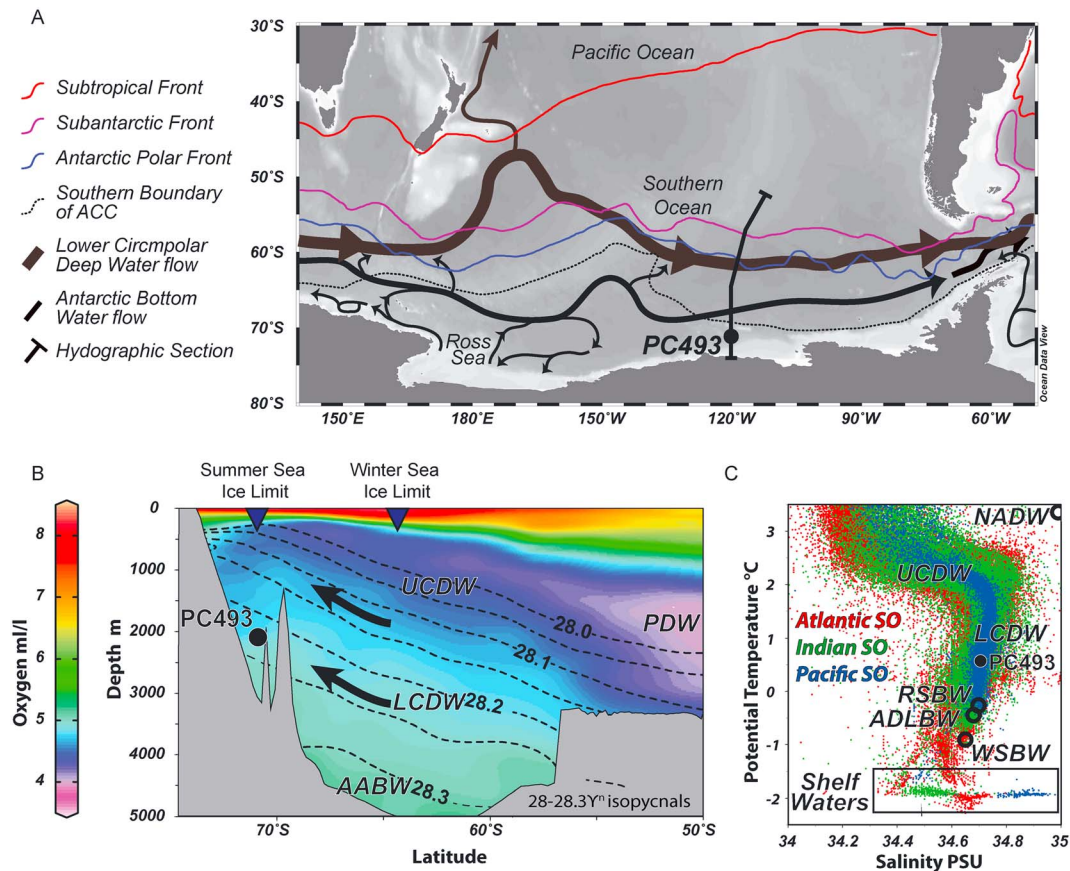 A
Subtropical Front
Subantarctic Front
Antarctic Polar Front
Southern Boundary
of ACC
Lower Circmpolar
Deep Water flow
Antarctic Bottom
Water flow
Hydographic Section
30°S
40°S
50°S
60°S
70°S
80°S
Pacific Ocean
Southern
Ocean
Ross
Sea
PC493
Ocean Data View
150°E
180°E
150°W
120°W
90°W
60°W
B
Summer Sea
Ice Limit
Winter Sea
Ice Limit
Oxygen ml/l
8
7
6
5
4
Depth m
0
1000
2000
3000
4000
5000
PC493
UCDW
PDW
28.0
28.1
LCDW
28.2
AABW
28.3
28-28.3Υⁿ isopycnals
70°S
60°S
50°S
Latitude
C
Potential Temperature °C
3
2
1
0
-1
-2
NADW
UCDW
Atlantic SO
Indian SO
Pacific SO
LCDW
PC493
RSBW
ADLBW
WSBW
Shelf
Waters
34
34.2
34.4
34.6
34.8
35
Salinity PSU